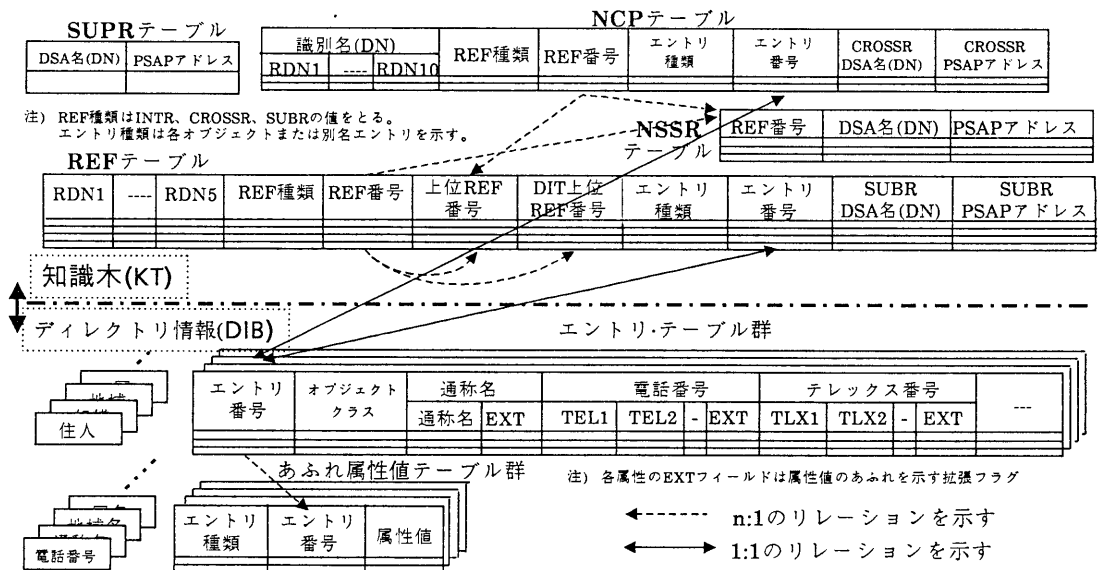 SUPRテーブル
DSA名(DN) PSAPアドレス
NCPテーブル
識別名(DN) REF種類 REF番号 エントリ種類 エントリ番号 CROSSR DSA名(DN) CROSSR PSAPアドレス
RDN1 ---- RDN10
注) REF種類はINTR、CROSSR、SUBRの値をとる。
エントリ種類は各オブジェクトまたは別名エントリを示す。
NSSRテーブル
REF番号 DSA名(DN) PSAPアドレス
REFテーブル
RDN1 ---- RDN5 REF種類 REF番号 上位REF番号 DIT上位REF番号 エントリ種類 エントリ番号 SUBR DSA名(DN) SUBR PSAPアドレス
知識木(KT)
ディレクトリ情報(DIB)
エントリ・テーブル群
住人
エントリ番号 オブジェクトクラス 通称名 電話番号 テレックス番号 ---
通称名 EXT TEL1 TEL2 - EXT TLX1 TLX2 - EXT
あふれ属性値テーブル群
注) 各属性のEXTフィールドは属性値のあふれを示す拡張フラグ
電話番号
エントリ種類 エントリ番号 属性値
n:1のリレーションを示す
1:1のリレーションを示す